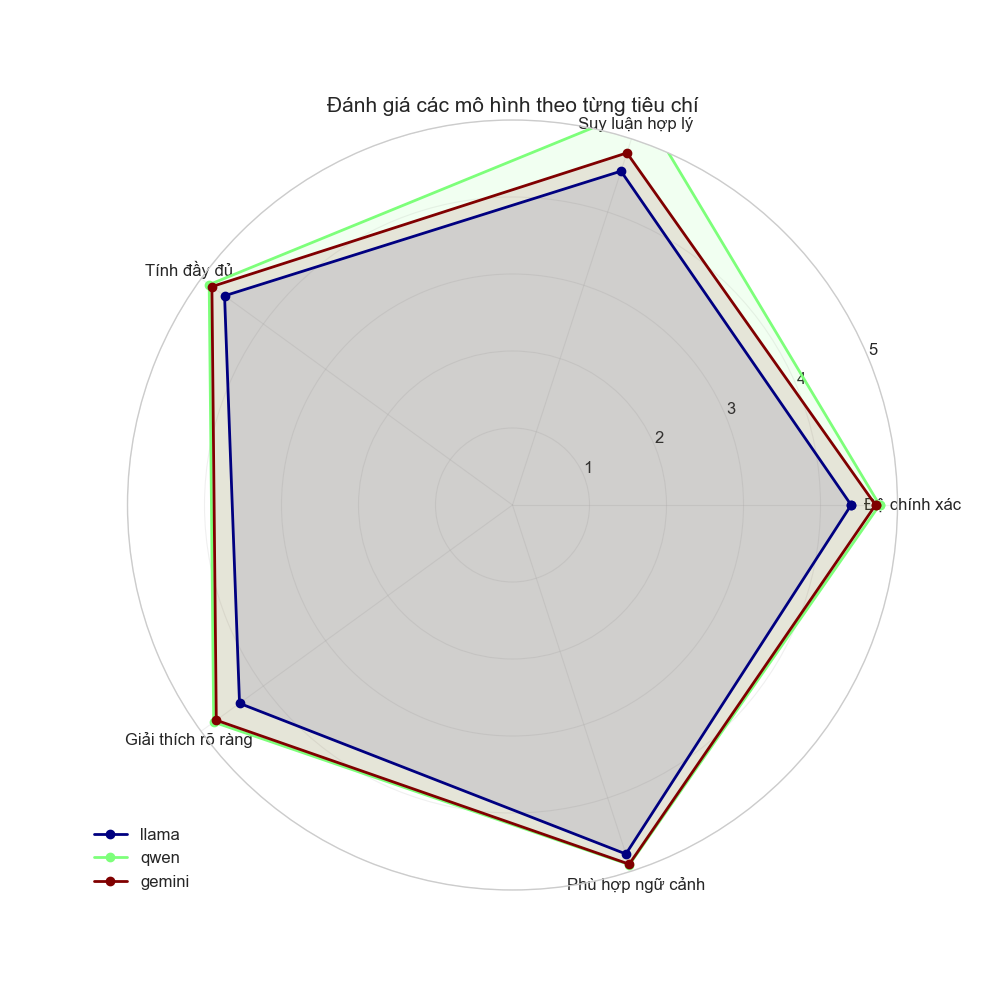 Đánh giá các mô hình theo từng tiêu chí
Suy luận hợp lý
Tính đầy đủ
5
4
3
2
1
Độ chính xác
Giải thích rõ ràng
Phù hợp ngữ cảnh
llama
qwen
gemini